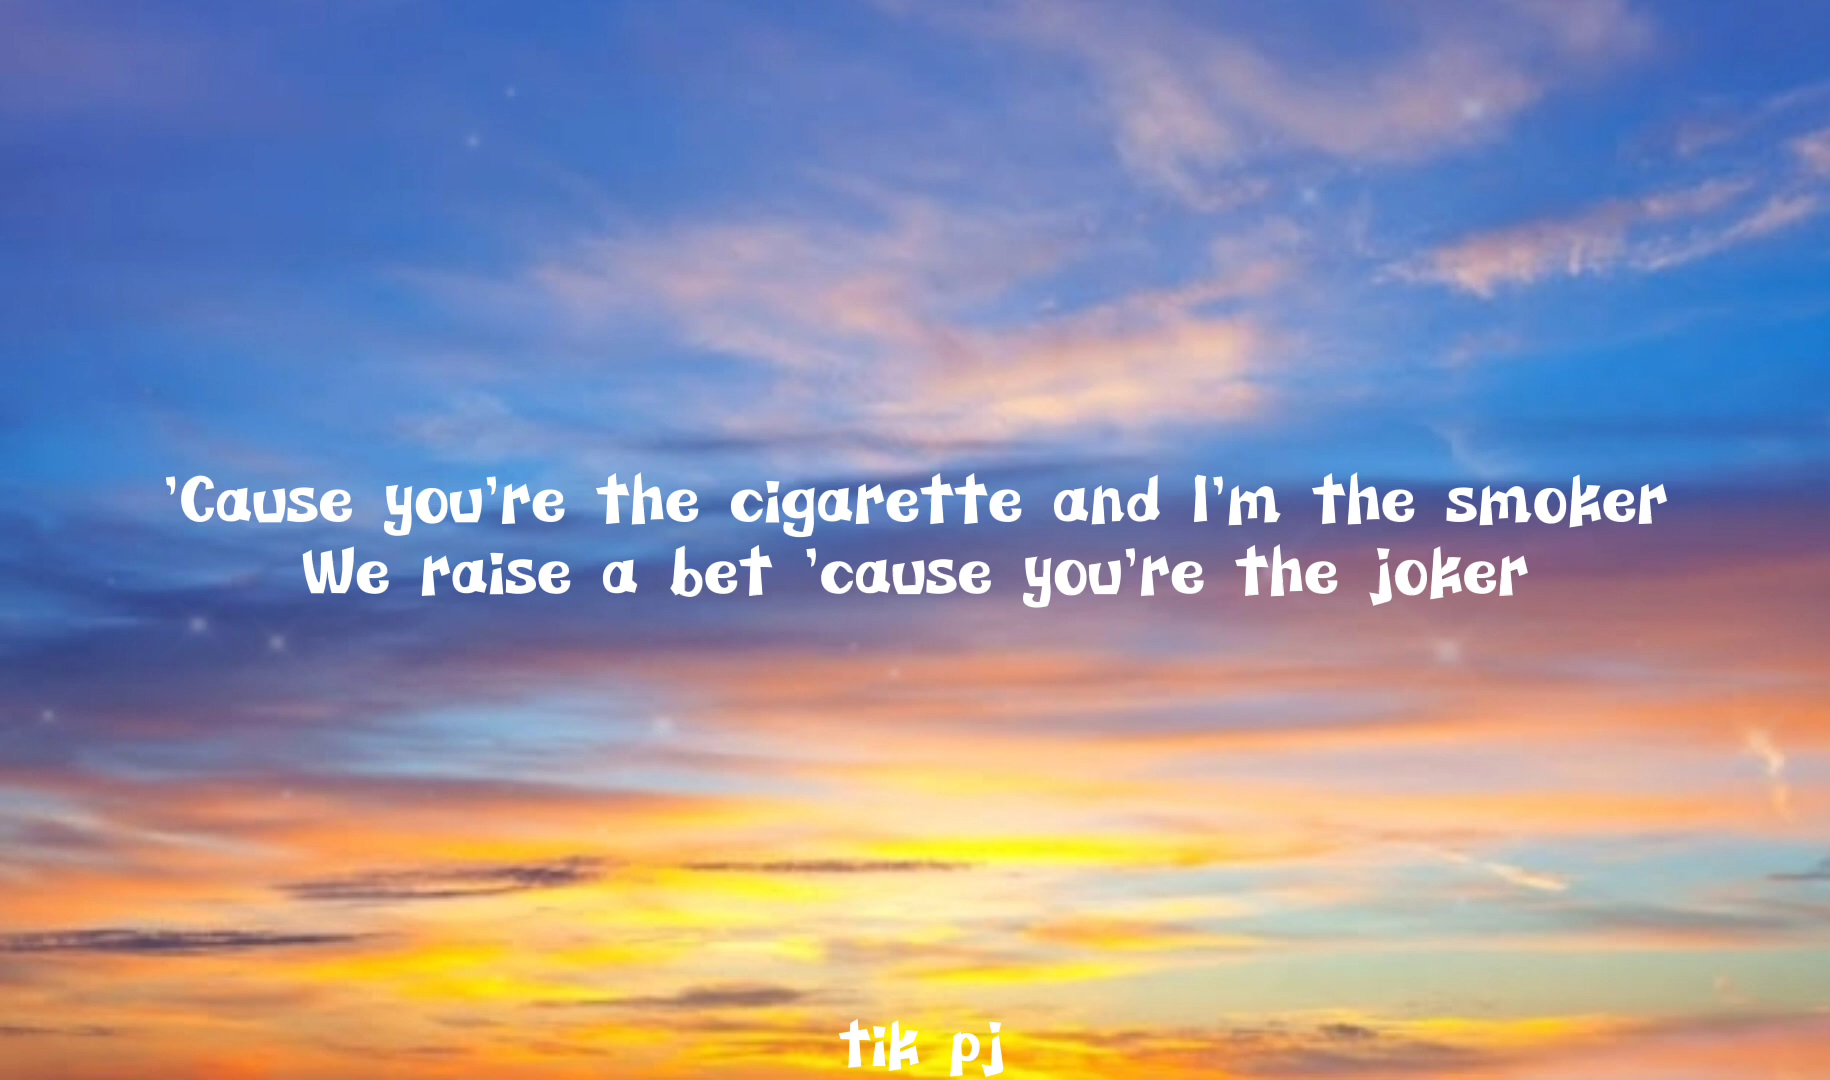 'Cause you're the cigarette and I'm the smoker
We raise a bet 'cause you're the joker
tik pj